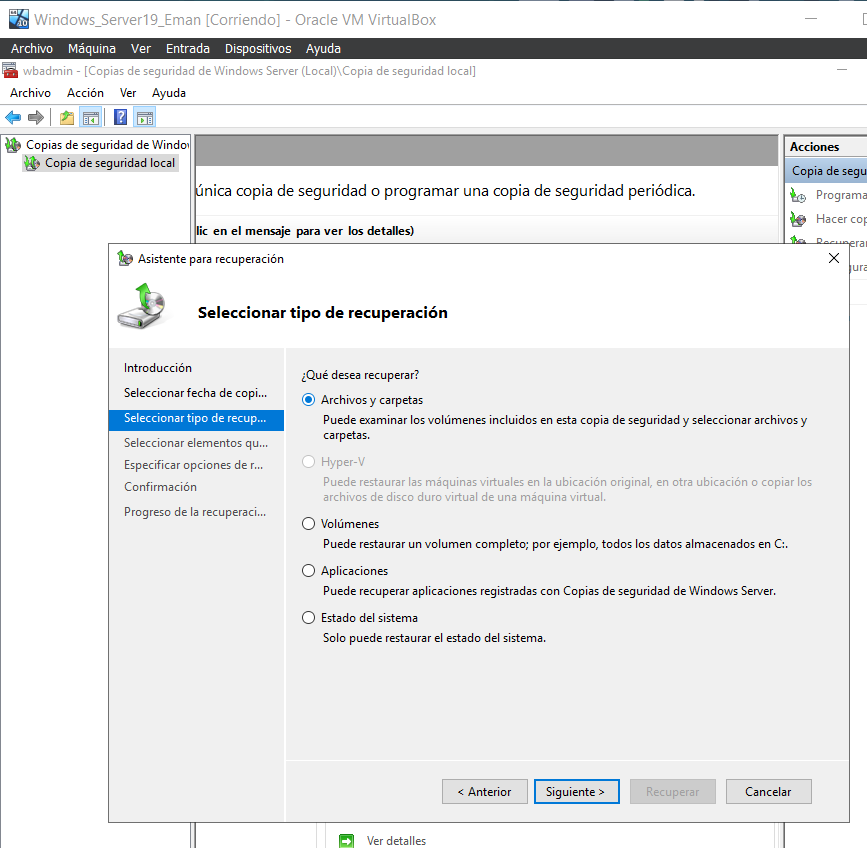 Windows_Server19_Eman [Corriendo] - Oracle VM VirtualBox
Archivo Máquina Ver Entrada Dispositivos Ayuda
wbadmin - [Copias de seguridad de Windows Server (Local)\Copia de seguridad local]
Archivo Acción Ver Ayuda
Copias de seguridad de Windo
Copia de seguridad local
única copia de seguridad o programar una copia de seguridad periódica.
lic en el mensaje para ver los detalles)
Acciones
Copia de segu
Programa
Hacer cop
Recuperar
gura
Asistente para recuperación
Seleccionar tipo de recuperación
Introducción
Seleccionar fecha de copi...
Seleccionar tipo de recup...
Seleccionar elementos qu...
Especificar opciones de r...
Confirmación
Progreso de la recuperaci...
¿Qué desea recuperar?
Archivos y carpetas
Puede examinar los volúmenes incluidos en esta copia de seguridad y seleccionar archivos y
carpetas.
Hyper-V
Puede restaurar las máquinas virtuales en la ubicación original, en otra ubicación o copiar los
archivos de disco duro virtual de una máquina virtual.
Volúmenes
Puede restaurar un volumen completo; por ejemplo, todos los datos almacenados en C:.
Aplicaciones
Puede recuperar aplicaciones registradas con Copias de seguridad de Windows Server.
Estado del sistema
Solo puede restaurar el estado del sistema.
< Anterior
Siguiente >
Recuperar
Cancelar
Ver detalles